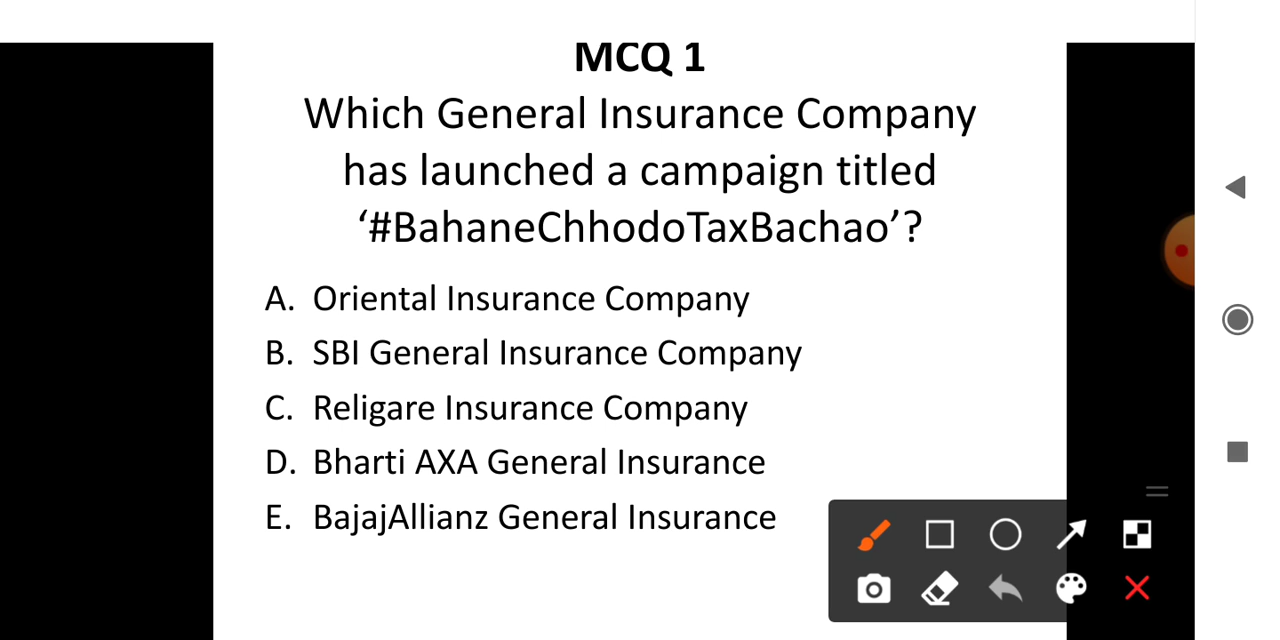 MCQ 1
Which General Insurance Company
has launched a campaign titled
‘#BahaneChhodoTaxBachao’?
A. Oriental Insurance Company
B. SBI General Insurance Company
C. Religare Insurance Company
D. Bharti AXA General Insurance
E. BajajAllianz General Insurance